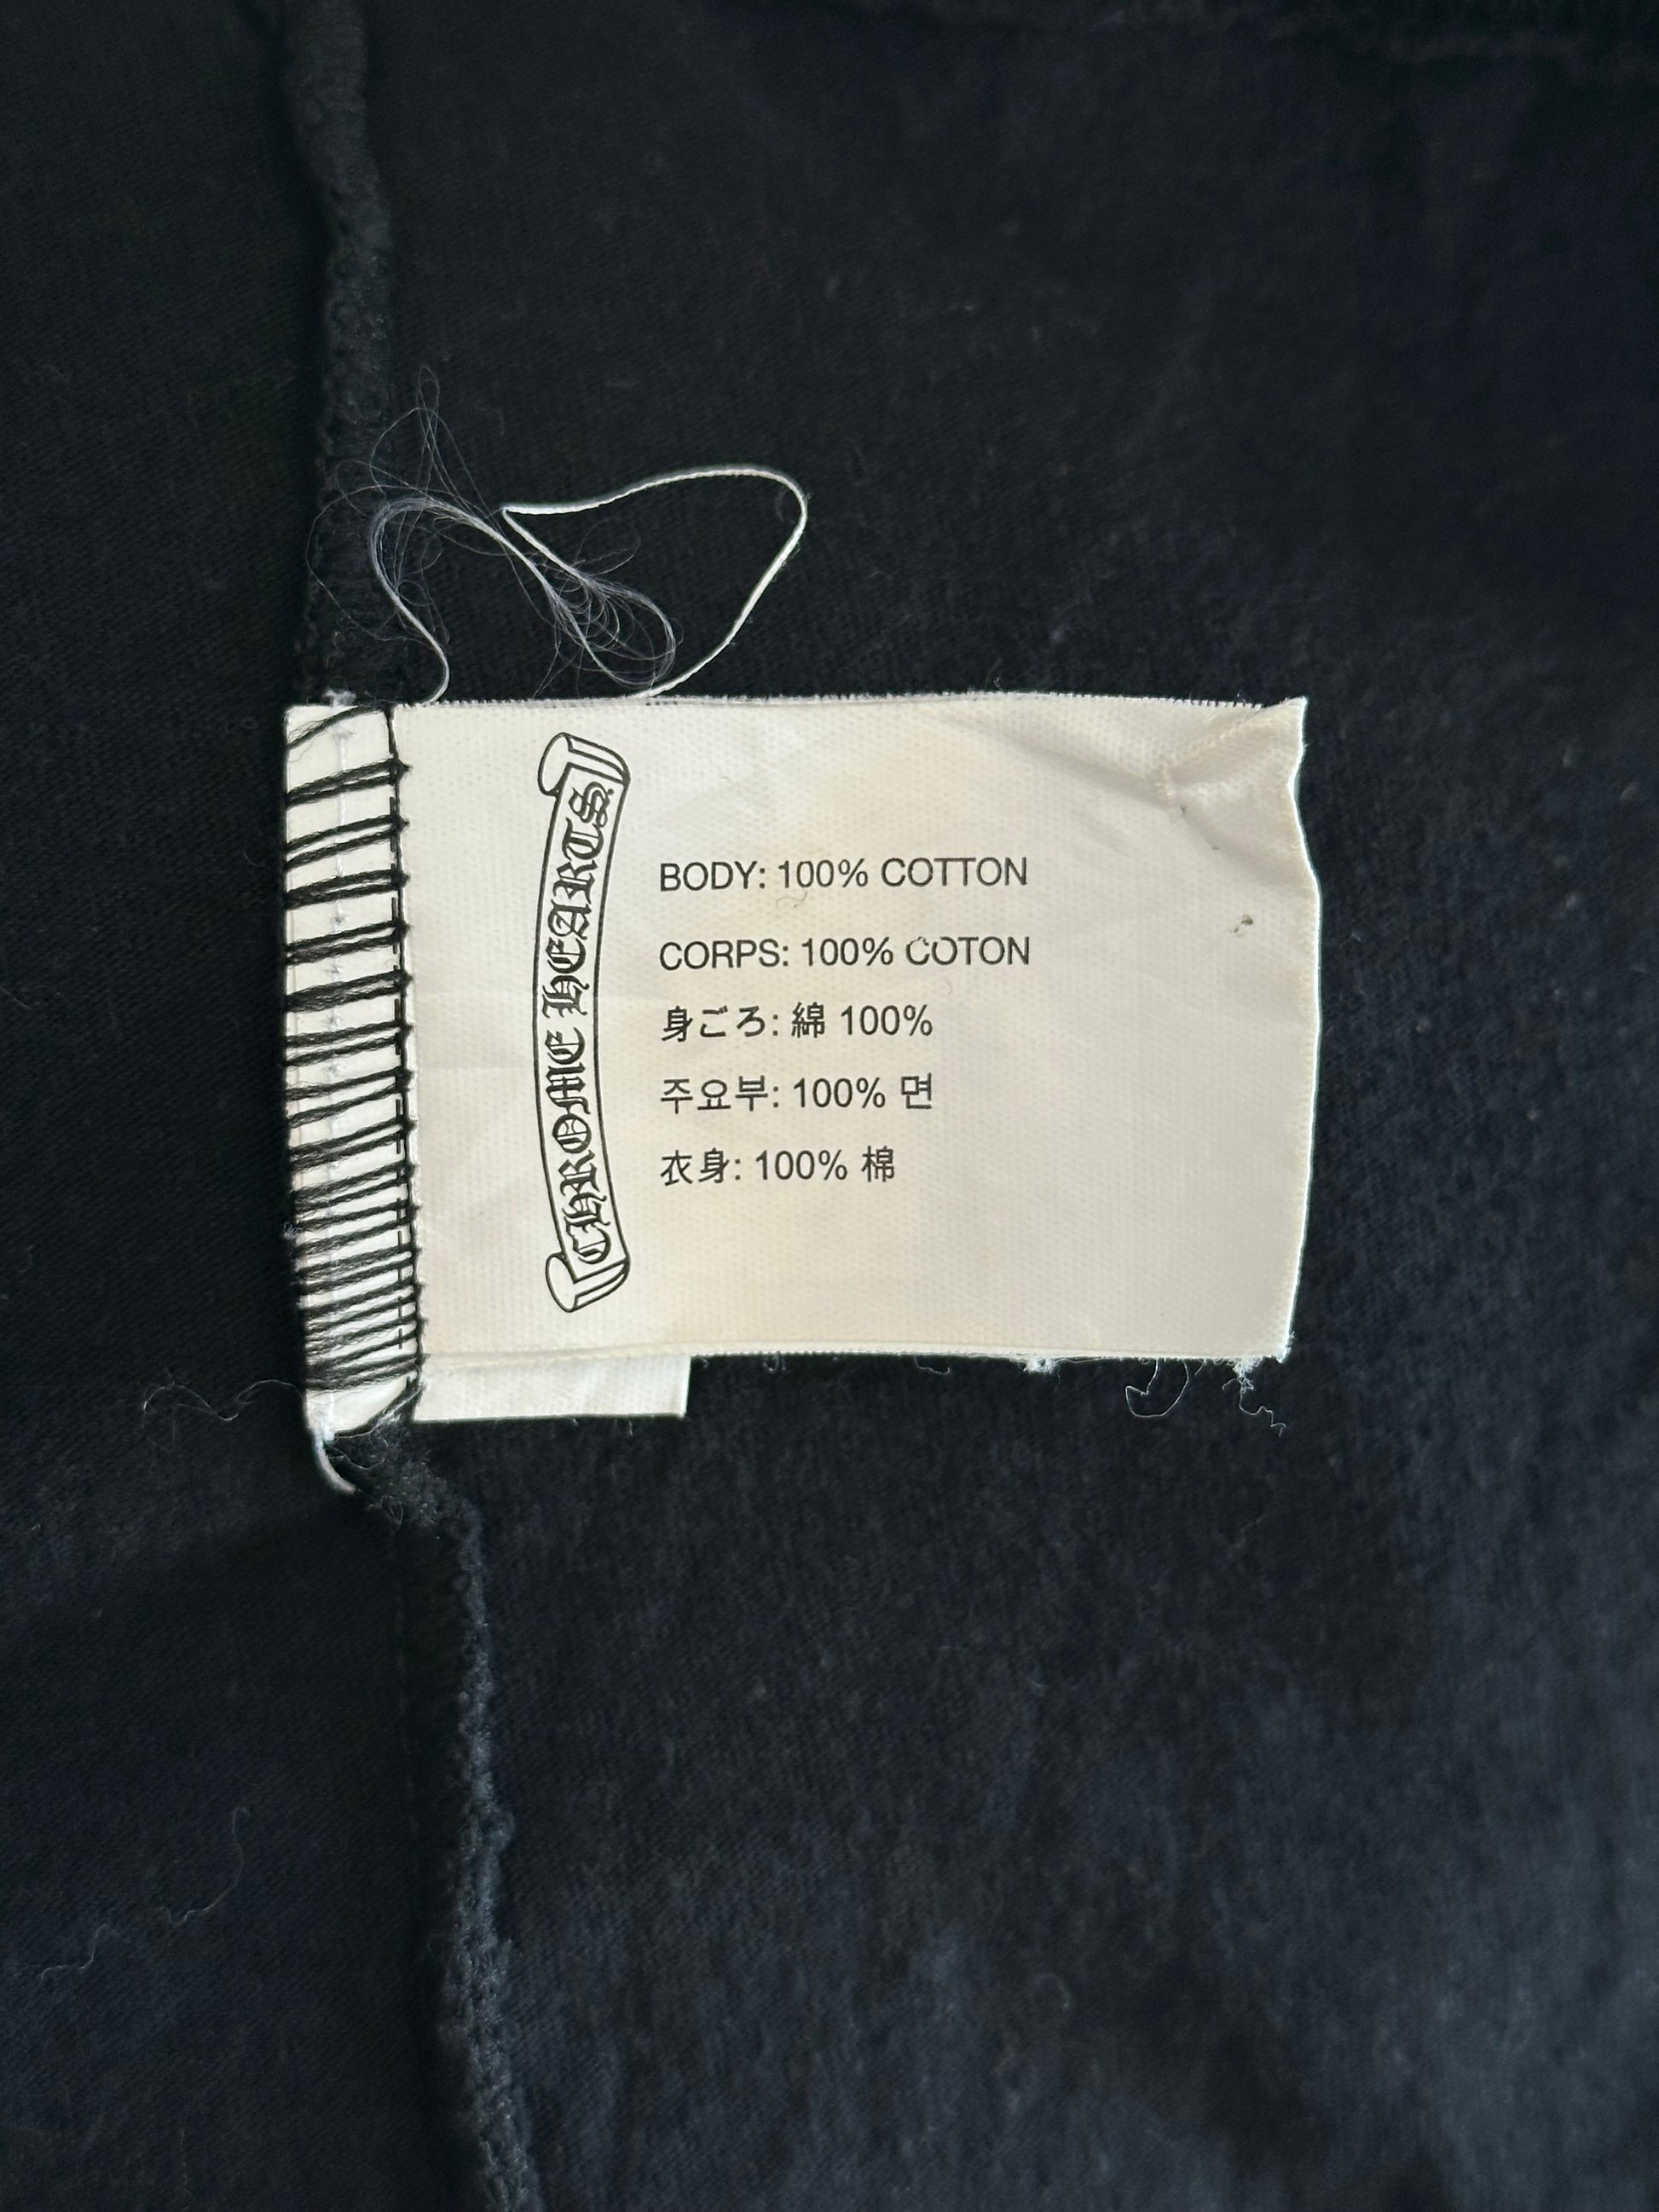 CHROME HEARTS
BODY: 100% COTTON
CORPS: 100% COTON
身ごろ: 綿 100%
주요부: 100% 면
衣身: 100% 棉